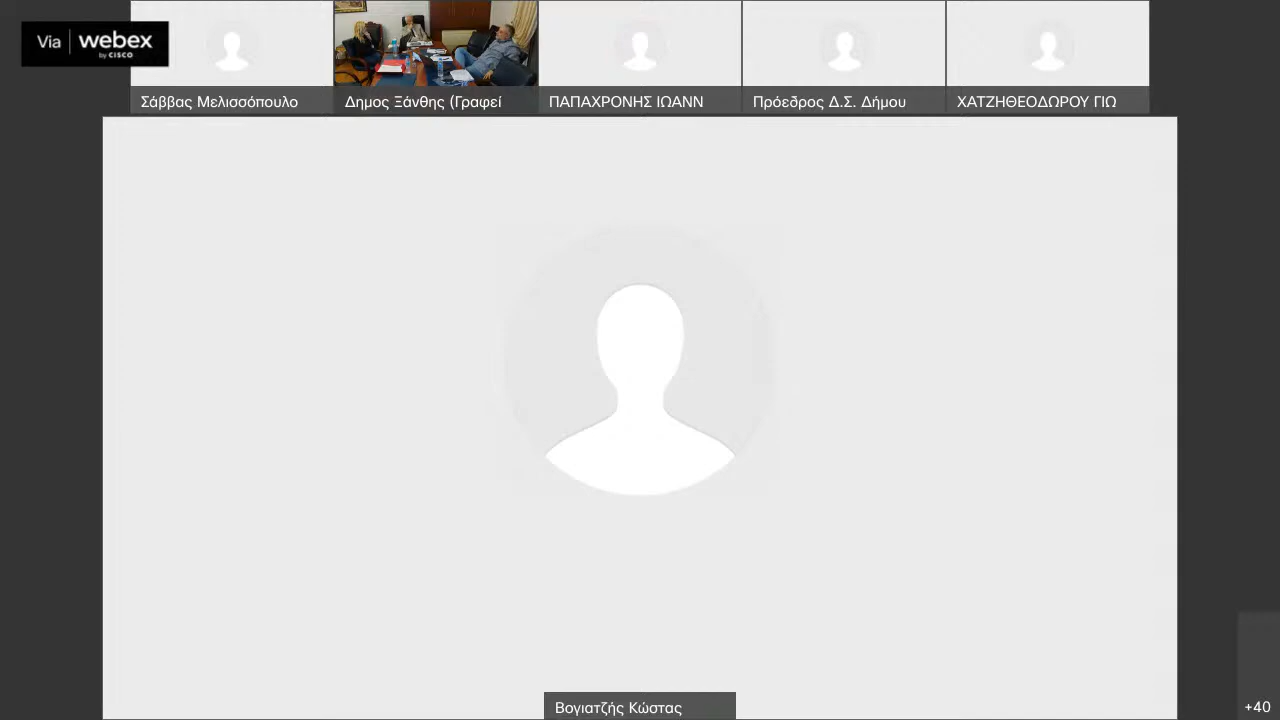 Via webex
by CISCO
Σάββας Μελισσόπουλο
Δημος Ξάνθης (Γραφεί
ΠΑΠΑΧΡΟΝΗΣ ΙΩΑΝΝ
Πρόεδρος Δ.Σ. Δήμου
ΧΑΤΖΗΘΕΟΔΩΡΟΥ ΓΙΩ
Βογιατζής Κώστας
+40